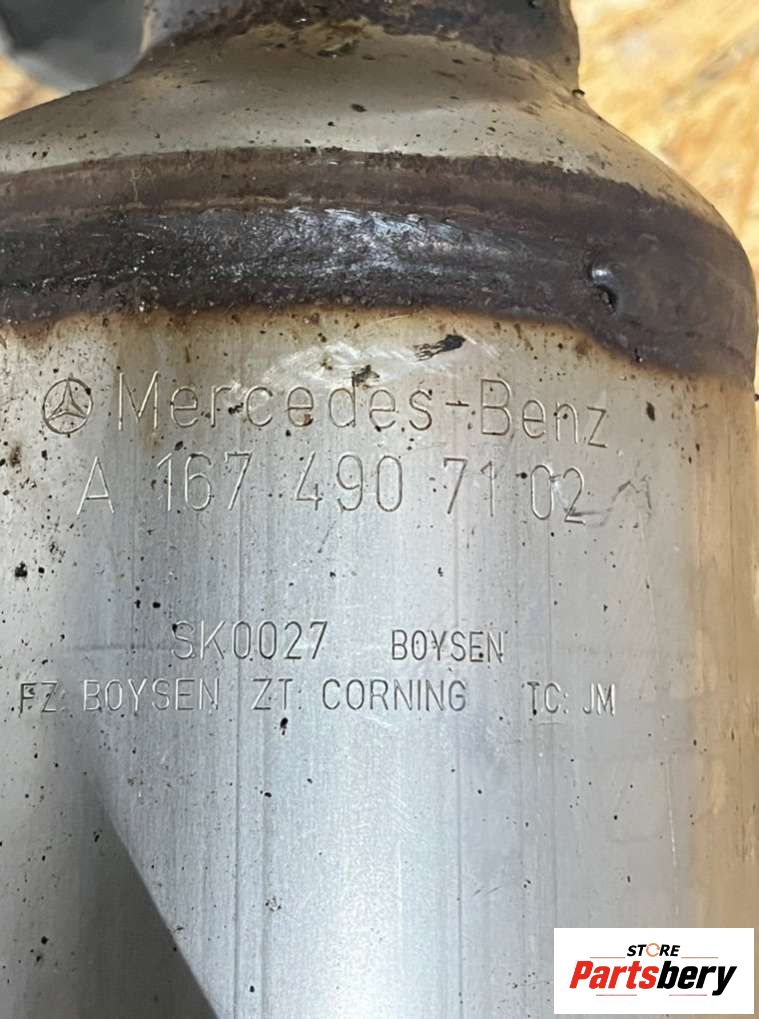 Mercedes-Benz
A 167 490 71 02
SK0027 BOYSEN
FZ: BOYSEN ZT: CORNING TC: JM
STORE
Partsbery